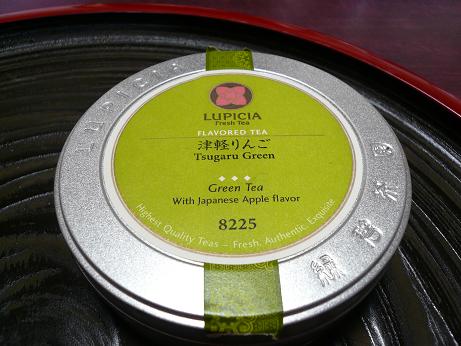 LUPICIA
LUPICIA
Fresh Tea
FLAVORED TEA
津軽りんご
Tsugaru Green
Green Tea
With Japanese Apple flavor
8225
Highest Quality Teas – Fresh, Authentic, Exquisite